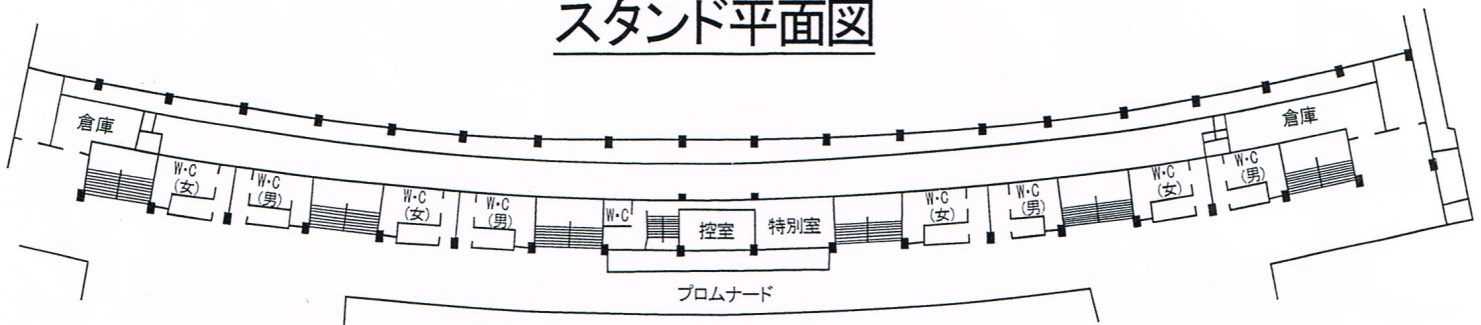 スタンド平面図
倉庫
W・C
(女)
W・C
(男)
W・C
(女)
W・C
(男)
W・C
控室
特別室
W・C
(女)
W・C
(男)
W・C
(女)
W・C
(男)
倉庫
プロムナード